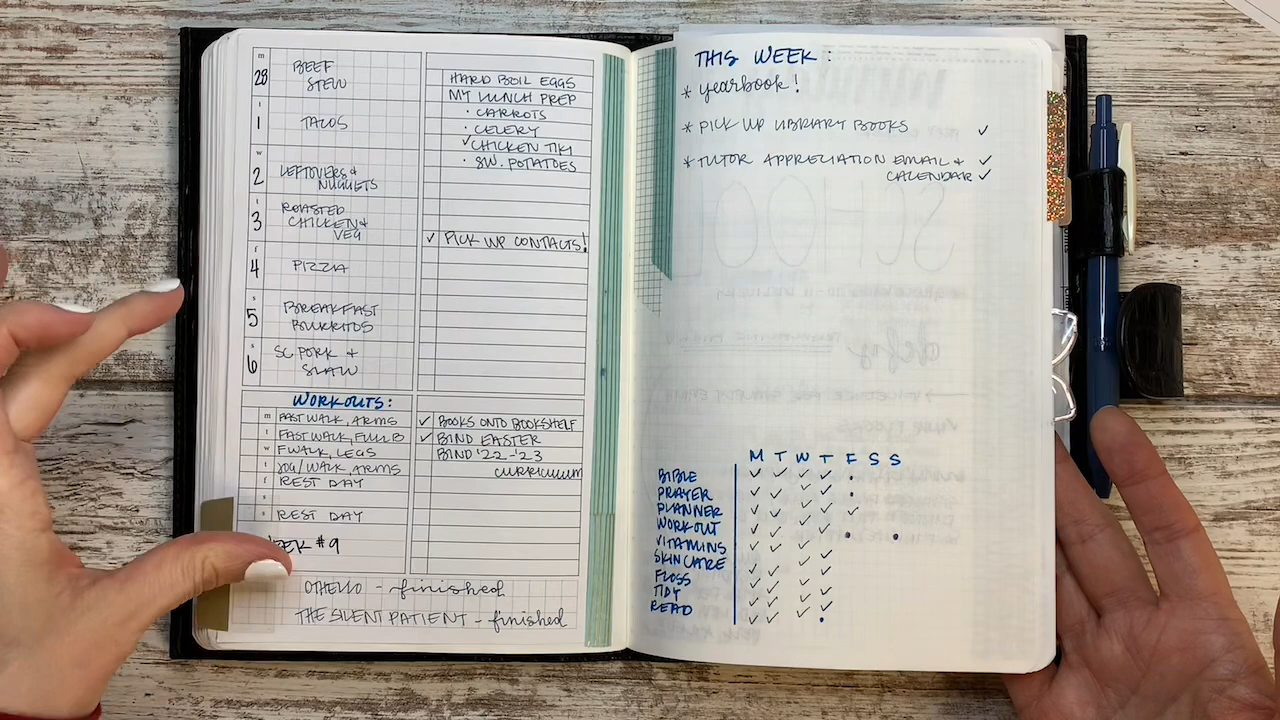 m
28
BEEF
STEW
t
1
TACOS
w
2
LEFTOVERS &
NUGGETS
t
3
ROASTED
CHICKEN &
VEG
f
4
PIZZA
s
5
BREAKFAST
BURRITOS
s
6
SC PORK &
SLAW
HARD BOIL EGGS
MY LUNCH PREP
· CARROTS
· CELERY
✓ CHICKEN TIKI
· SW. POTATOES
✓ PICK UP CONTACTS!
WORKOUTS:
m FAST WALK, ARMS
t FAST WALK, FULL B
w F WALK, LEGS
t JOG/WALK, ARMS
f REST DAY
s
s REST DAY
#9
✓ BOOKS ONTO BOOKSHELF
✓ BIND EASTER
BIND '22-'23
CURRICULUM
OTHELLO - finished
THE SILENT PATIENT - finished
THIS WEEK:
* yearbook!
* PICK UP LIBRARY BOOKS ✓
* TUTOR APPRECIATION EMAIL & ✓
CALENDAR ✓
M T W T F S S
BIBLE ✓ ✓ ✓ ✓ ·
PRAYER ✓ ✓ ✓ ✓ ·
PLANNER ✓ ✓ ✓ ✓ ✓
WORKOUT ✓ ✓ ✓ ✓ · ·
VITAMINS ✓ ✓ ✓ ✓
SKINCARE ✓ ✓ ✓ ✓
FLOSS ✓ ✓ ✓ ✓
TIDY ✓ ✓ ✓ ✓
READ ✓ ✓ ✓ ·